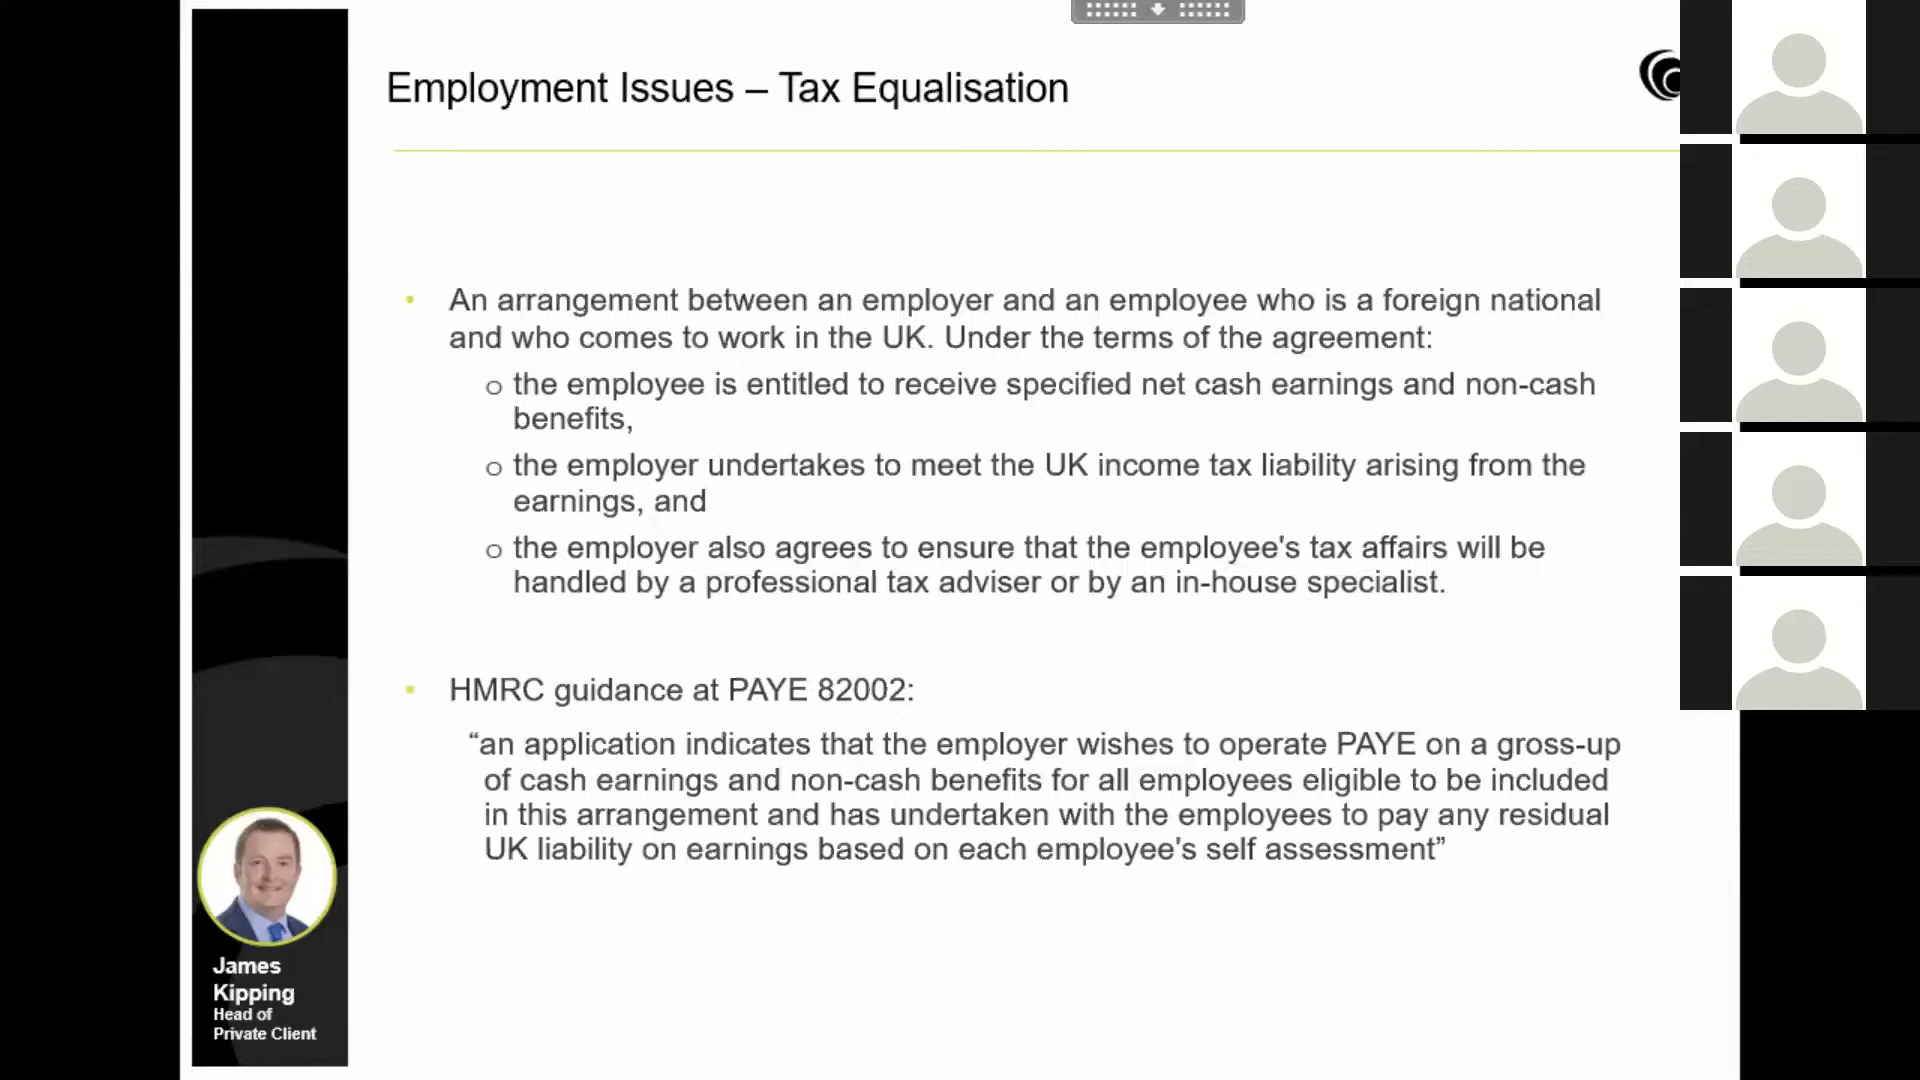 Employment Issues – Tax Equalisation
• An arrangement between an employer and an employee who is a foreign national
and who comes to work in the UK. Under the terms of the agreement:
o the employee is entitled to receive specified net cash earnings and non-cash
benefits,
o the employer undertakes to meet the UK income tax liability arising from the
earnings, and
o the employer also agrees to ensure that the employee's tax affairs will be
handled by a professional tax adviser or by an in-house specialist.
• HMRC guidance at PAYE 82002:
“an application indicates that the employer wishes to operate PAYE on a gross-up
of cash earnings and non-cash benefits for all employees eligible to be included
in this arrangement and has undertaken with the employees to pay any residual
UK liability on earnings based on each employee's self assessment”
James
Kipping
Head of
Private Client